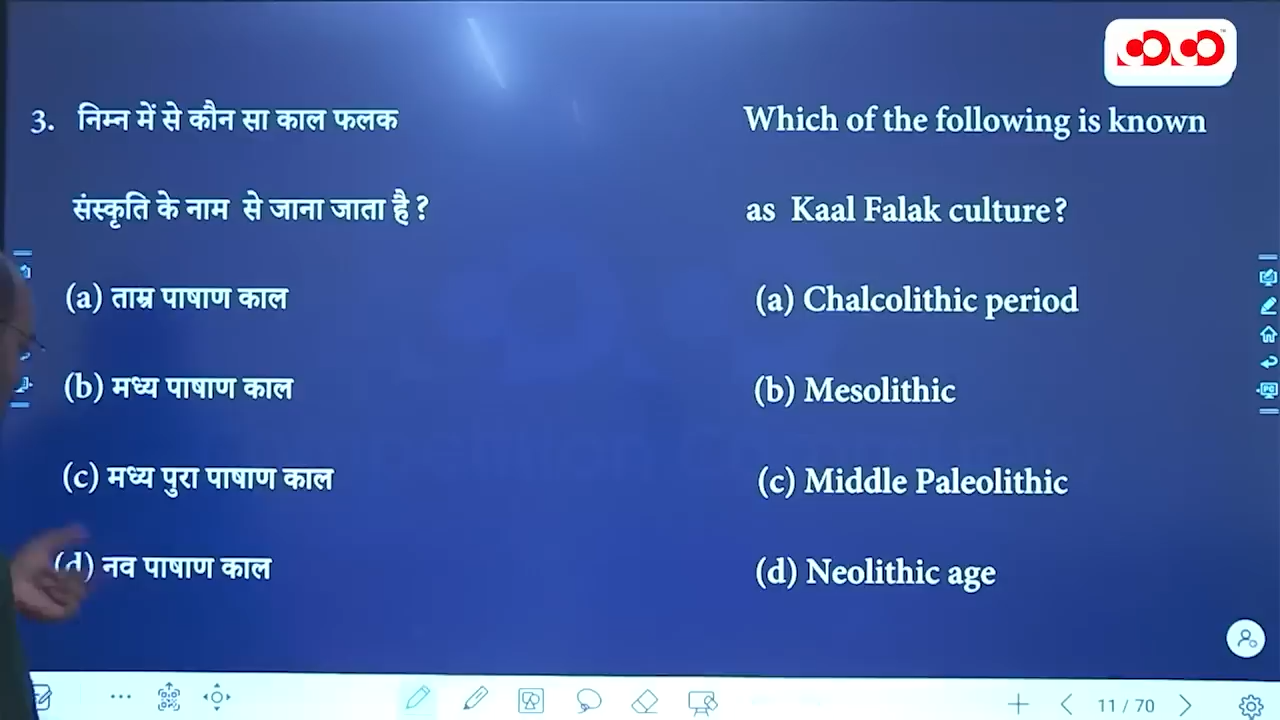 3. निम्न में से कौन सा काल फलक
संस्कृति के नाम से जाना जाता है ?
(a) ताम्र पाषाण काल
(b) मध्य पाषाण काल
(c) मध्य पुरा पाषाण काल
(d) नव पाषाण काल
Which of the following is known
as Kaal Falak culture?
(a) Chalcolithic period
(b) Mesolithic
(c) Middle Paleolithic
(d) Neolithic age
11 / 70